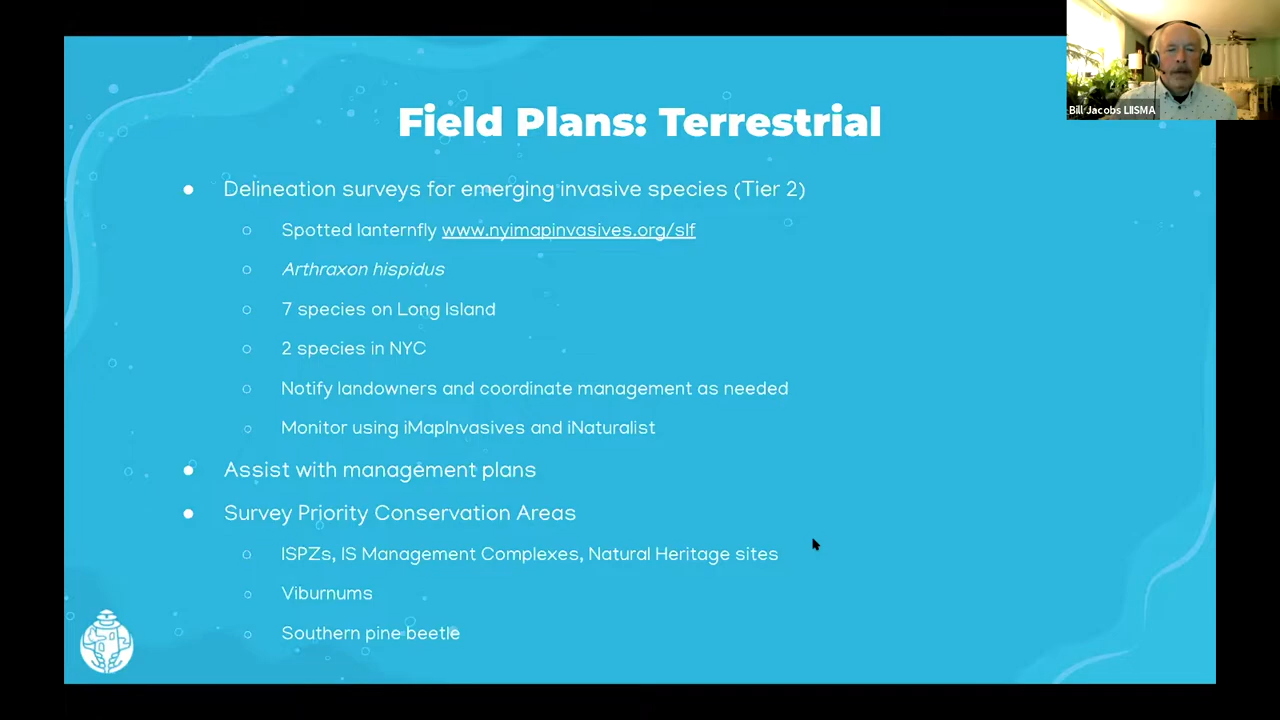 Bill Jacobs LIISMA
Field Plans: Terrestrial
● Delineation surveys for emerging invasive species (Tier 2)
○ Spotted lanternfly www.nyimapinvasives.org/slf
○ Arthraxon hispidus
○ 7 species on Long Island
○ 2 species in NYC
○ Notify landowners and coordinate management as needed
○ Monitor using iMapInvasives and iNaturalist
● Assist with management plans
● Survey Priority Conservation Areas
○ ISPZs, IS Management Complexes, Natural Heritage sites
○ Viburnums
○ Southern pine beetle